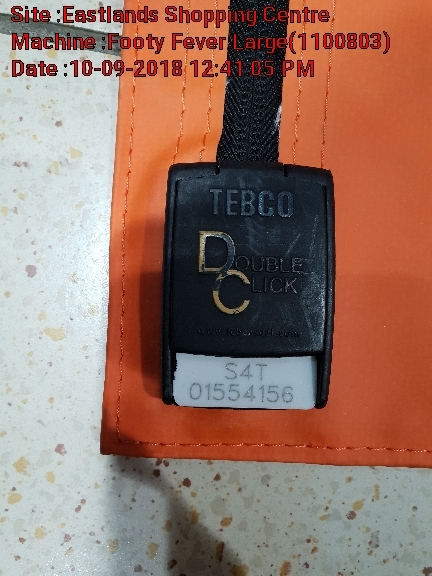 Site :Eastlands Shopping Centre
Machine :Footy Fever Large(1100803)
Date :10-09-2018 12:41:05 PM
TEBCO
DOUBLE
CLICK
S4T
01554156